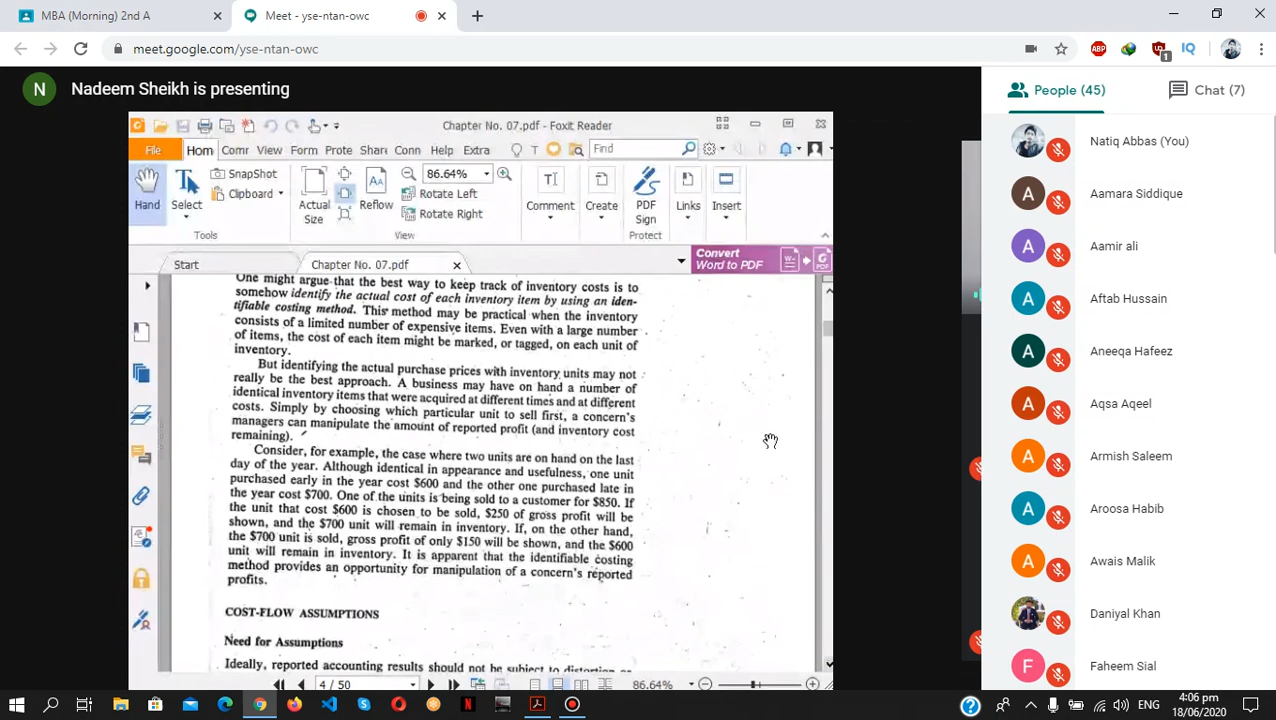 MBA (Morning) 2nd A
Meet - yse-ntan-owc
meet.google.com/yse-ntan-owc
ABP
1
IQ
N
Nadeem Sheikh is presenting
People (45)
Chat (7)
Chapter No. 07.pdf - Foxit Reader
File
Hom
Comr
View
Form
Prote
Shar
Conn
Help
Extra
Find
Hand
Select
SnapShot
Clipboard
Tools
Actual
Size
Reflow
86.64%
Rotate Left
Rotate Right
View
Comment
Create
PDF
Sign
Protect
Links
Insert
Start
Chapter No. 07.pdf
Convert
Word to PDF
One might argue that the best way to keep track of inventory costs is to
somehow identify the actual cost of each inventory item by using an iden-
tifiable costing method. This method may be practical when the inventory
consists of a limited number of expensive items. Even with a large number
of items, the cost of each item might be marked, or tagged, on each unit of
inventory.
But identifying the actual purchase prices with inventory units may not
really be the best approach. A business may have on hand a number of
identical inventory items that were acquired at different times and at different
costs. Simply by choosing which particular unit to sell first, a concern's
managers can manipulate the amount of reported profit (and inventory cost
remaining).
Consider, for example, the case where two units are on hand on the last
day of the year. Although identical in appearance and usefulness, one unit
purchased early in the year cost $600 and the other one purchased late in
the year cost $700. One of the units is being sold to a customer for $850. If
the unit that cost $600 is chosen to be sold, $250 of gross profit will be
shown, and the $700 unit will remain in inventory. If, on the other hand,
the $700 unit is sold, gross profit of only $150 will be shown, and the $600
unit will remain in inventory. It is apparent that the identifiable costing
method provides an opportunity for manipulation of a concern's reported
profits.
COST-FLOW ASSUMPTIONS
Need for Assumptions
Ideally, reported accounting results should not be subject to distortion or
4 / 50
86.64%
Natiq Abbas (You)
A
Aamara Siddique
A
Aamir ali
A
Aftab Hussain
A
Aneeqa Hafeez
A
Aqsa Aqeel
A
Armish Saleem
A
Aroosa Habib
A
Awais Malik
Daniyal Khan
F
Faheem Sial
ENG
4:06 pm
18/06/2020